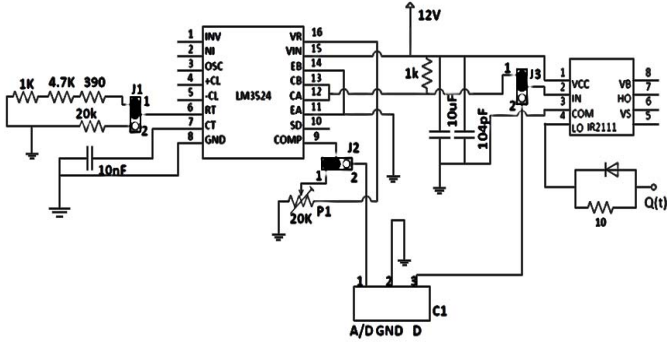 12V
1 INV VR 16
2 NI VIN 15
3 OSC EB 14
4 +CL CB 13
5 -CL CA 12
6 RT EA 11
7 CT SD 10
8 GND COMP 9
LM3524
1K 4.7K 390
J1
1
20k
2
10nF
1k
10uF
104pF
1
J3
2
1 VCC VB 8
2 IN HO 7
3 COM VS 6
4 LO IR2111 5
J2
1 2
20K P1
10
Q(t)
1 2 3
C1
A/D GND D